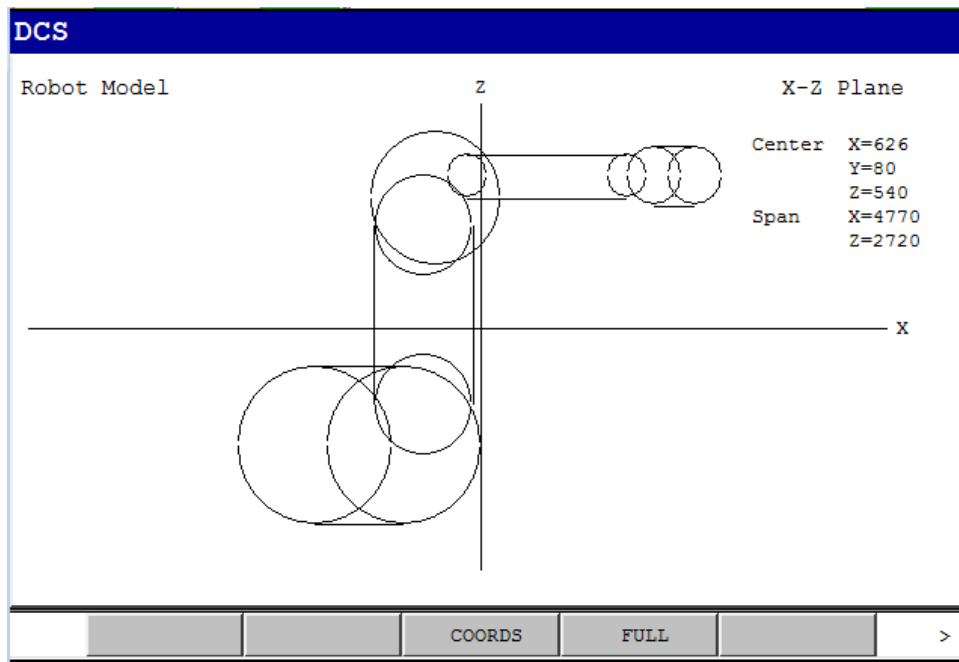 DCS
Robot Model
Z
X-Z Plane
Center X=626
Y=80
Z=540
Span X=4770
Z=2720
X
COORDS FULL >